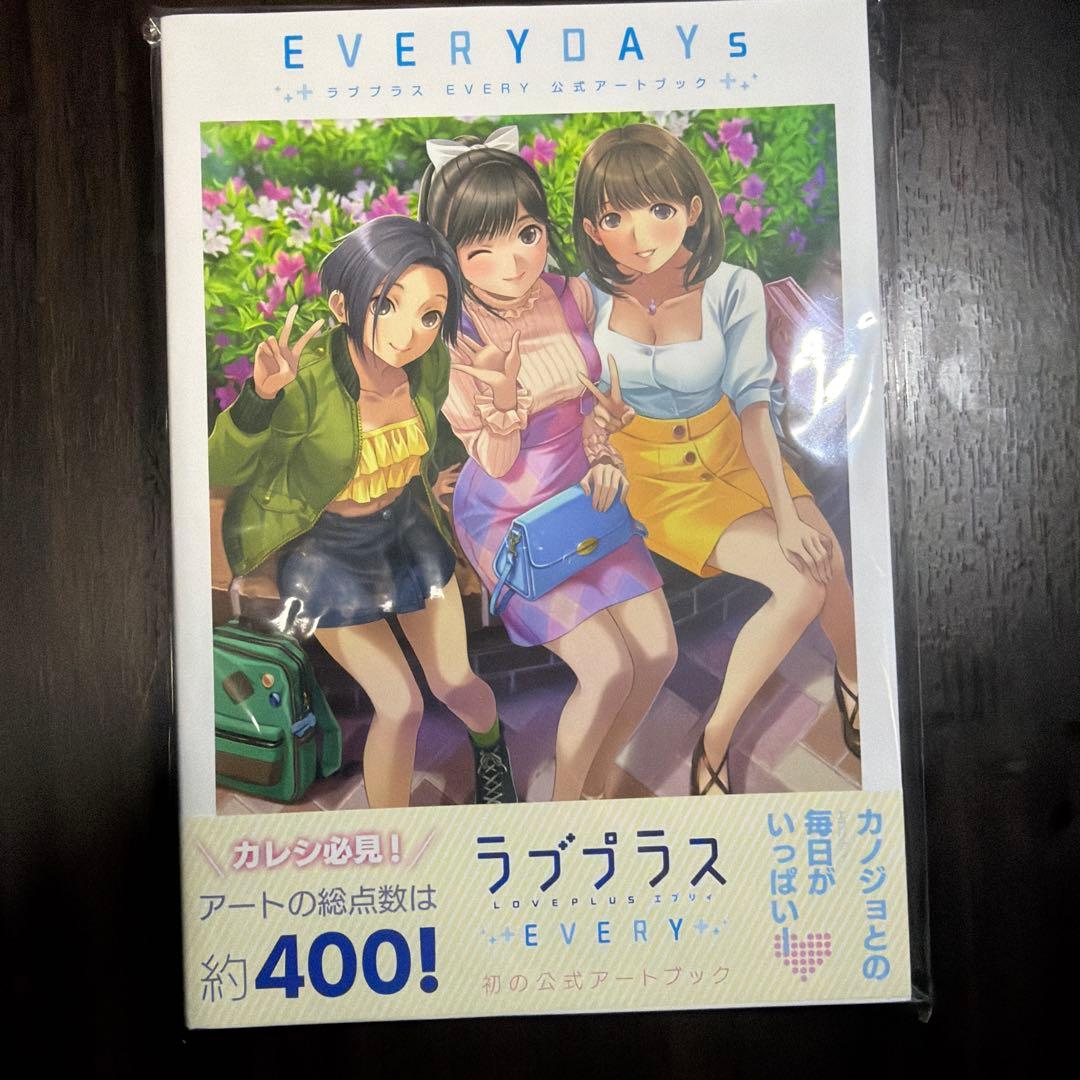 EVERYDAYs
ラブプラス EVERY 公式アートブック
カレシ必見!
アートの総点数は
約400!
ラブプラス
LOVEPLUS エブリィ
EVERY
初の公式アートブック
カノジョとの
毎日が
いっぱいー